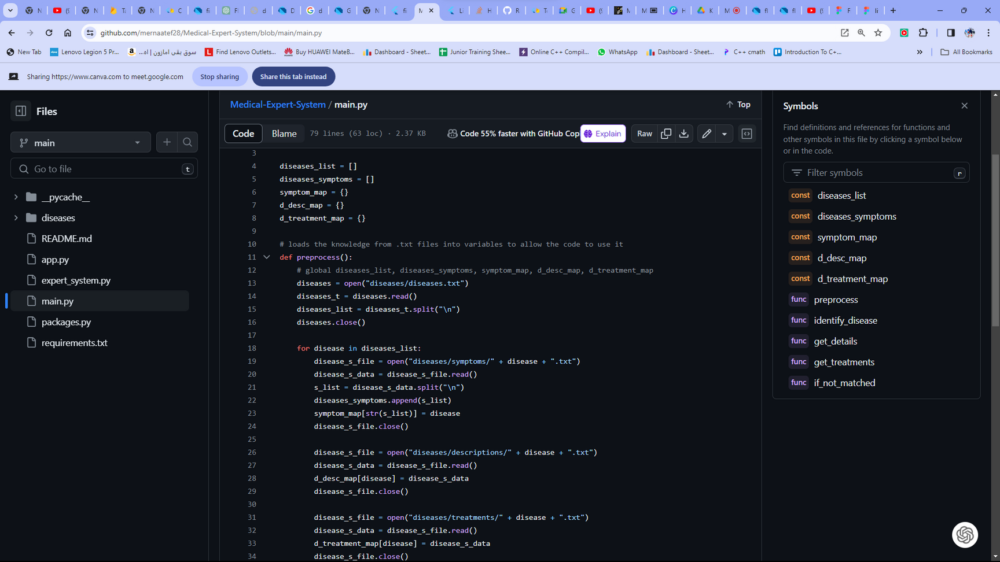 github.com/mernaatef28/Medical-Expert-System/blob/main/main.py
New Tab
Lenovo Legion 5 Pr...
سوق بقى امازون | اه...
Find Lenovo Outlets...
Buy HUAWEI MateB...
Dashboard - Sheet...
Junior Training Shee...
Online C++ Compil...
WhatsApp
Dashboard - Sheet...
C++ cmath
Introduction To C+...
All Bookmarks
Sharing https://www.canva.com to meet.google.com
Stop sharing
Share this tab instead
Files
main
Go to file
t
__pycache__
diseases
README.md
app.py
expert_system.py
main.py
packages.py
requirements.txt
Medical-Expert-System / main.py
Top
Code
Blame
79 lines (63 loc) · 2.37 KB
Code 55% faster with GitHub Cop
Explain
Raw
3
4 diseases_list = []
5 diseases_symptoms = []
6 symptom_map = {}
7 d_desc_map = {}
8 d_treatment_map = {}
9
10 # loads the knowledge from .txt files into variables to allow the code to use it
11 def preprocess():
12 # global diseases_list, diseases_symptoms, symptom_map, d_desc_map, d_treatment_map
13 diseases = open("diseases/diseases.txt")
14 diseases_t = diseases.read()
15 diseases_list = diseases_t.split("\n")
16 diseases.close()
17
18 for disease in diseases_list:
19 disease_s_file = open("diseases/symptoms/" + disease + ".txt")
20 disease_s_data = disease_s_file.read()
21 s_list = disease_s_data.split("\n")
22 diseases_symptoms.append(s_list)
23 symptom_map[str(s_list)] = disease
24 disease_s_file.close()
25
26 disease_s_file = open("diseases/descriptions/" + disease + ".txt")
27 disease_s_data = disease_s_file.read()
28 d_desc_map[disease] = disease_s_data
29 disease_s_file.close()
30
31 disease_s_file = open("diseases/treatments/" + disease + ".txt")
32 disease_s_data = disease_s_file.read()
33 d_treatment_map[disease] = disease_s_data
34 disease_s_file.close()
Symbols
Find definitions and references for functions and
other symbols in this file by clicking a symbol below
or in the code.
Filter symbols
r
const diseases_list
const diseases_symptoms
const symptom_map
const d_desc_map
const d_treatment_map
func preprocess
func identify_disease
func get_details
func get_treatments
func if_not_matched